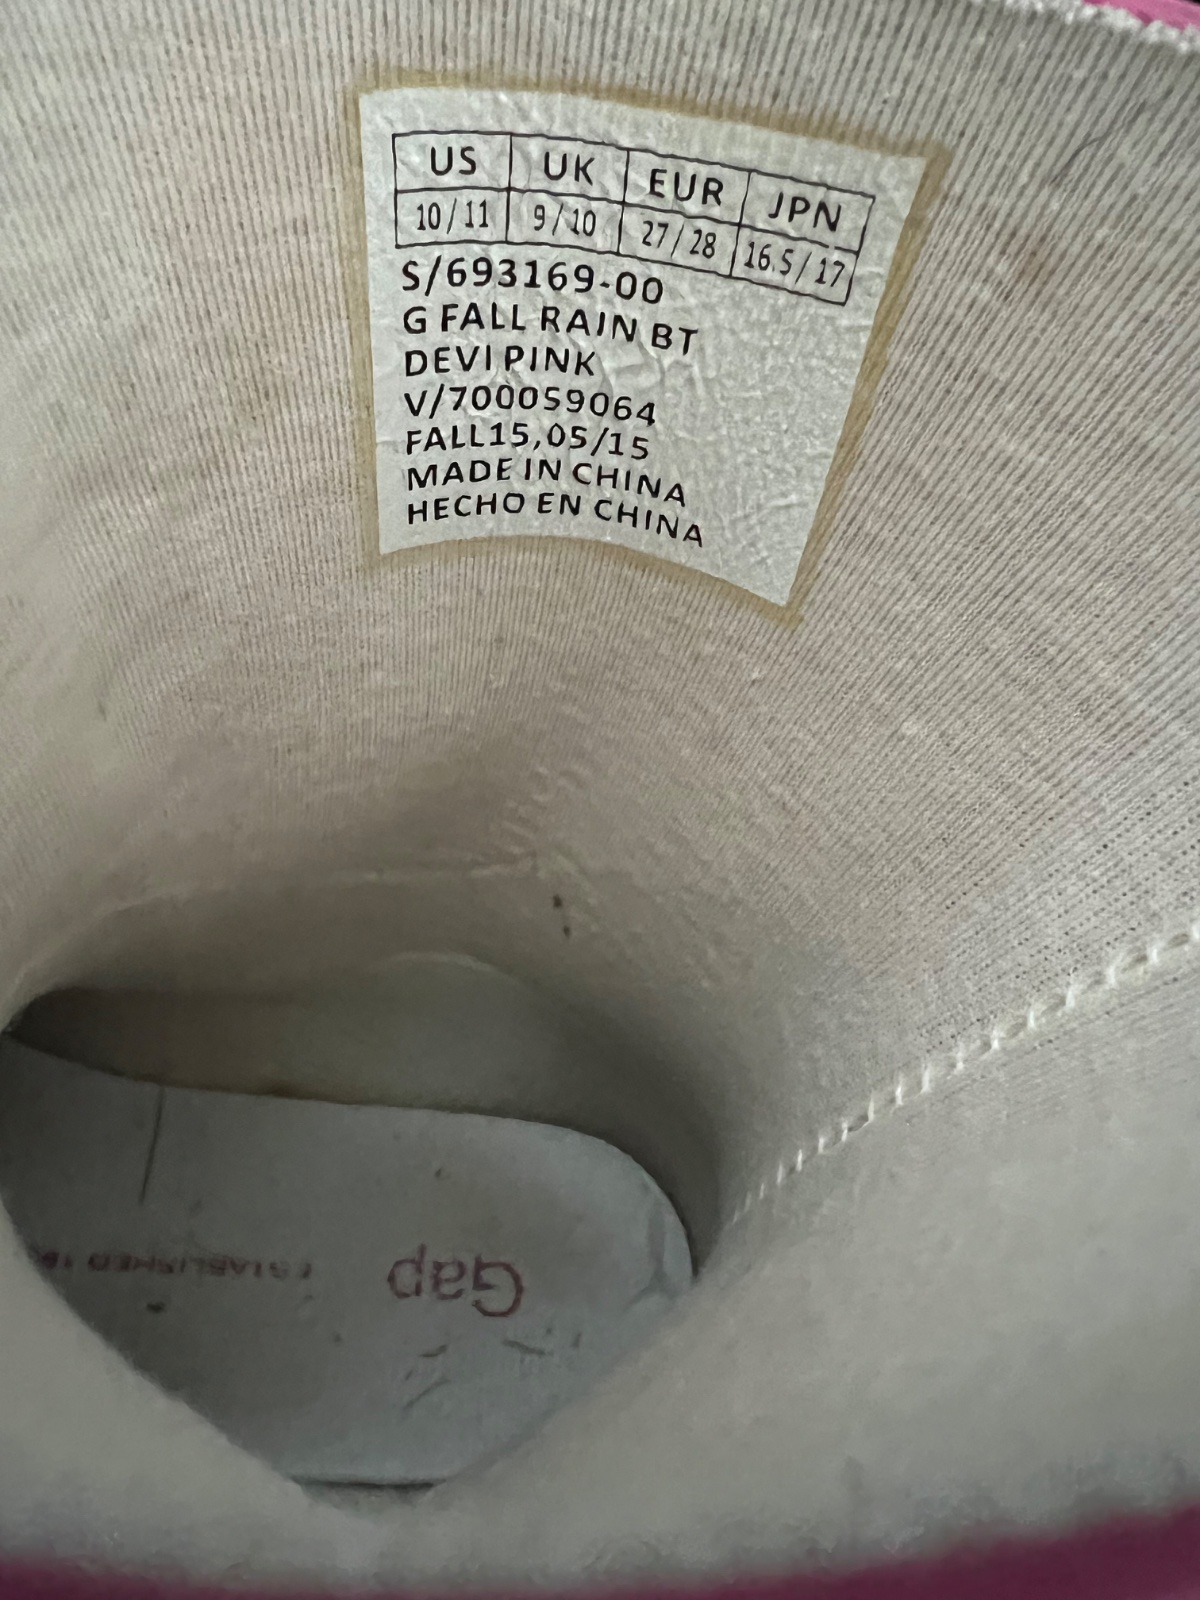 US UK EUR JPN
10/11 9/10 27/28 16.5/17
S/693169-00
G FALL RAIN BT
DEVI PINK
V/700059064
FALL15,05/15
MADE IN CHINA
HECHO EN CHINA
Gap
ESTABLISHED